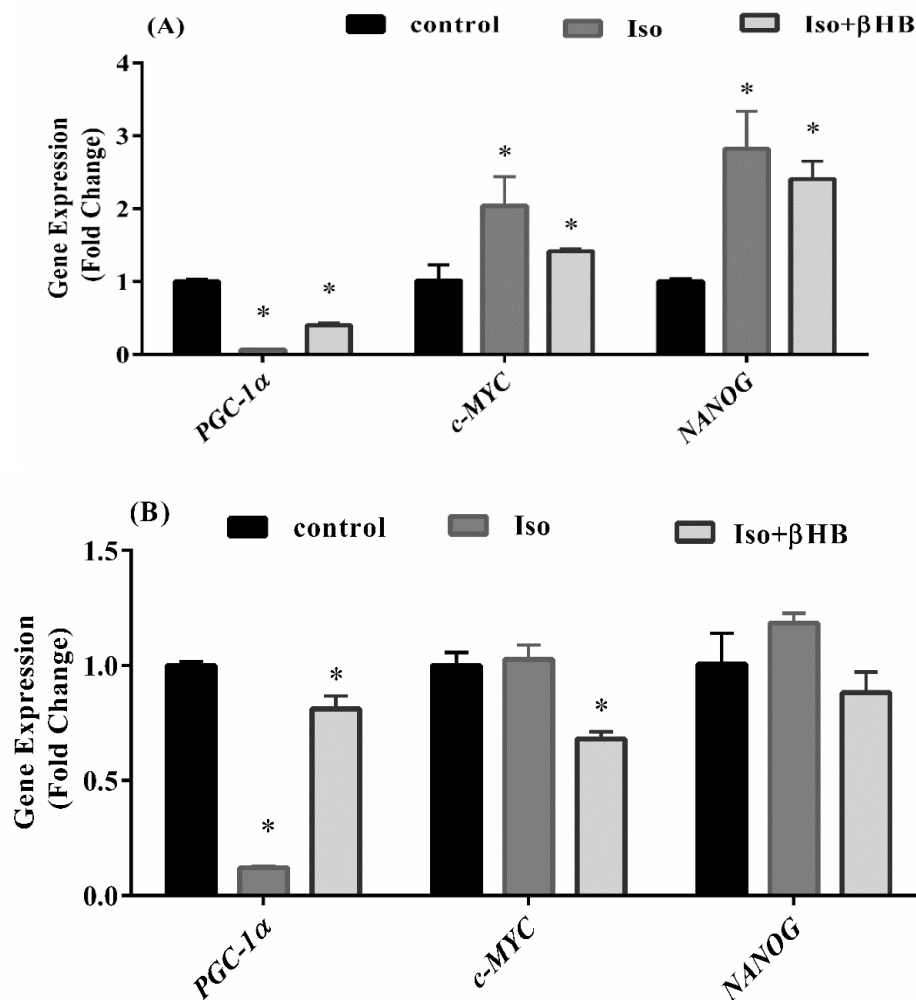 (A) control Iso Iso+βHB
Gene Expression
(Fold Change)
4
3
2
1
0
* * * * * *
PGC-1α c-MYC NANOG
(B) control Iso Iso+βHB
Gene Expression
(Fold Change)
1.5
1.0
0.5
0.0
* * *
PGC-1α c-MYC NANOG